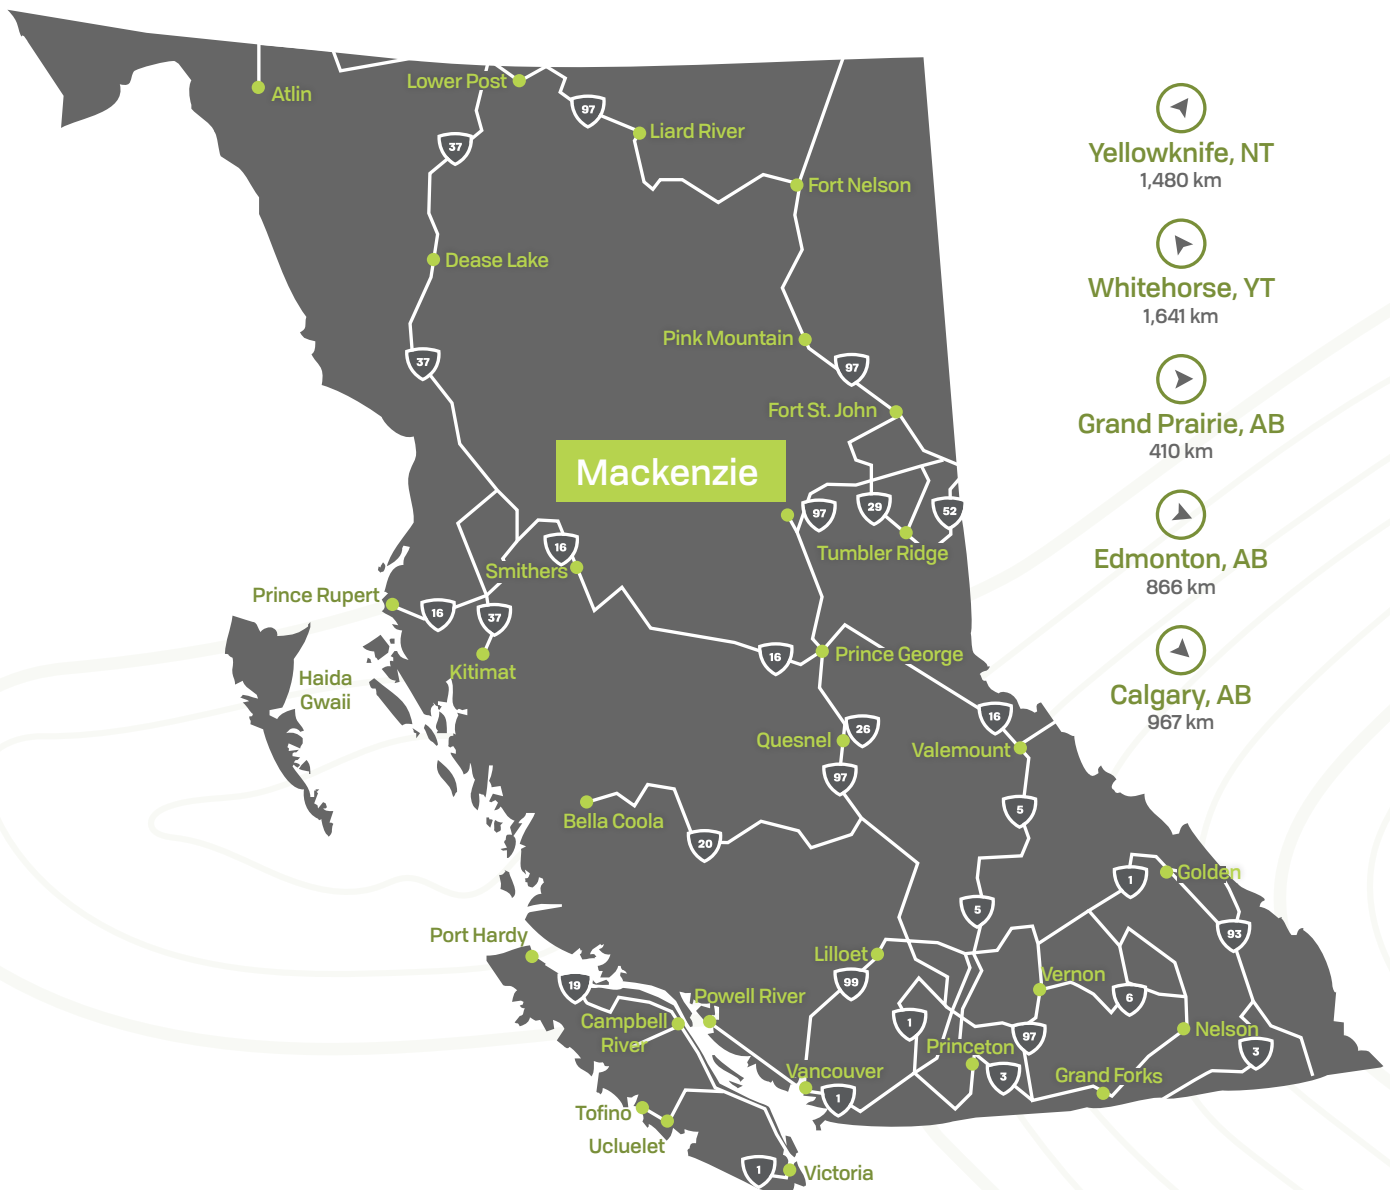 Atlin
Lower Post
97
Liard River
37
Fort Nelson
Dease Lake
Pink Mountain
37
97
Fort St. John
Mackenzie
97
29
52
16
Tumbler Ridge
Smithers
Prince Rupert
16
37
16
Prince George
Kitimat
Haida
Gwaii
16
26
Quesnel
Valemount
97
5
Bella Coola
20
1
Golden
5
93
Port Hardy
Lilloet
99
Vernon
19
Powell River
6
Campbell
River
1
97
Nelson
Princeton
3
Vancouver
3
Grand Forks
1
Tofino
Ucluelet
1
Victoria
Yellowknife, NT
1,480 km
Whitehorse, YT
1,641 km
Grand Prairie, AB
410 km
Edmonton, AB
866 km
Calgary, AB
967 km